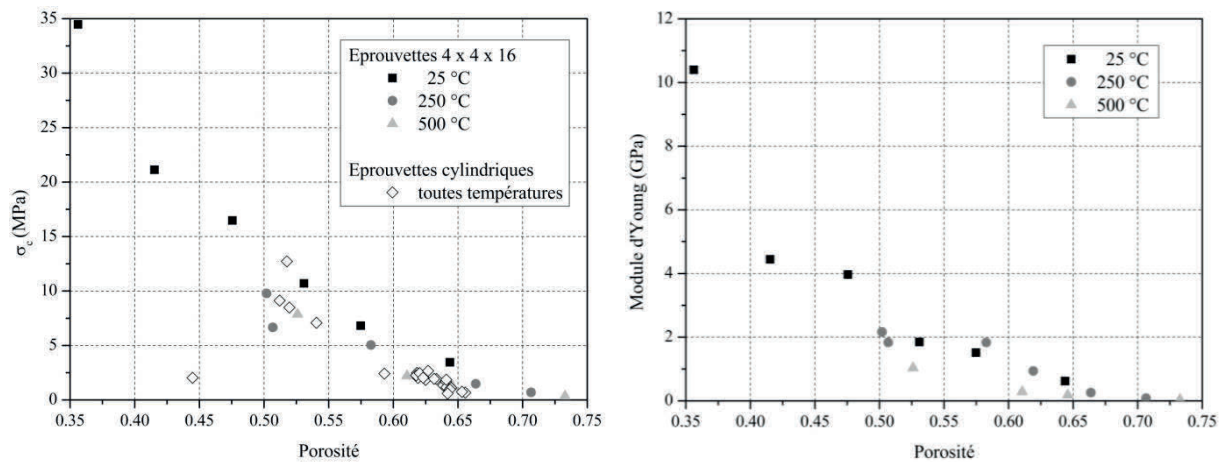 35
30
25
20
15
10
5
0
σc (MPa)
Eprouvettes 4 x 4 x 16
25 °C
250 °C
500 °C
Eprouvettes cylindriques
toutes températures
0.35 0.40 0.45 0.50 0.55 0.60 0.65 0.70 0.75
Porosité
12
10
8
6
4
2
0
Module d'Young (GPa)
25 °C
250 °C
500 °C
0.35 0.40 0.45 0.50 0.55 0.60 0.65 0.70 0.75
Porosité